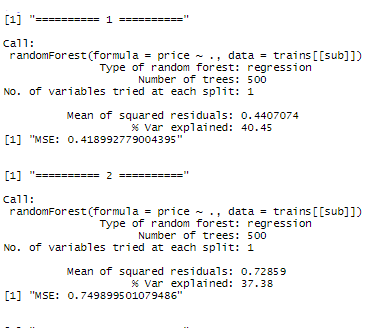 [1] "========== 1 =========="
Call:
randomForest(formula = price ~ ., data = trains[[sub]])
Type of random forest: regression
Number of trees: 500
No. of variables tried at each split: 1
Mean of squared residuals: 0.4407074
% Var explained: 40.45
[1] "MSE: 0.418992779004395"
[1] "========== 2 =========="
Call:
randomForest(formula = price ~ ., data = trains[[sub]])
Type of random forest: regression
Number of trees: 500
No. of variables tried at each split: 1
Mean of squared residuals: 0.72859
% Var explained: 37.38
[1] "MSE: 0.749899501079486"